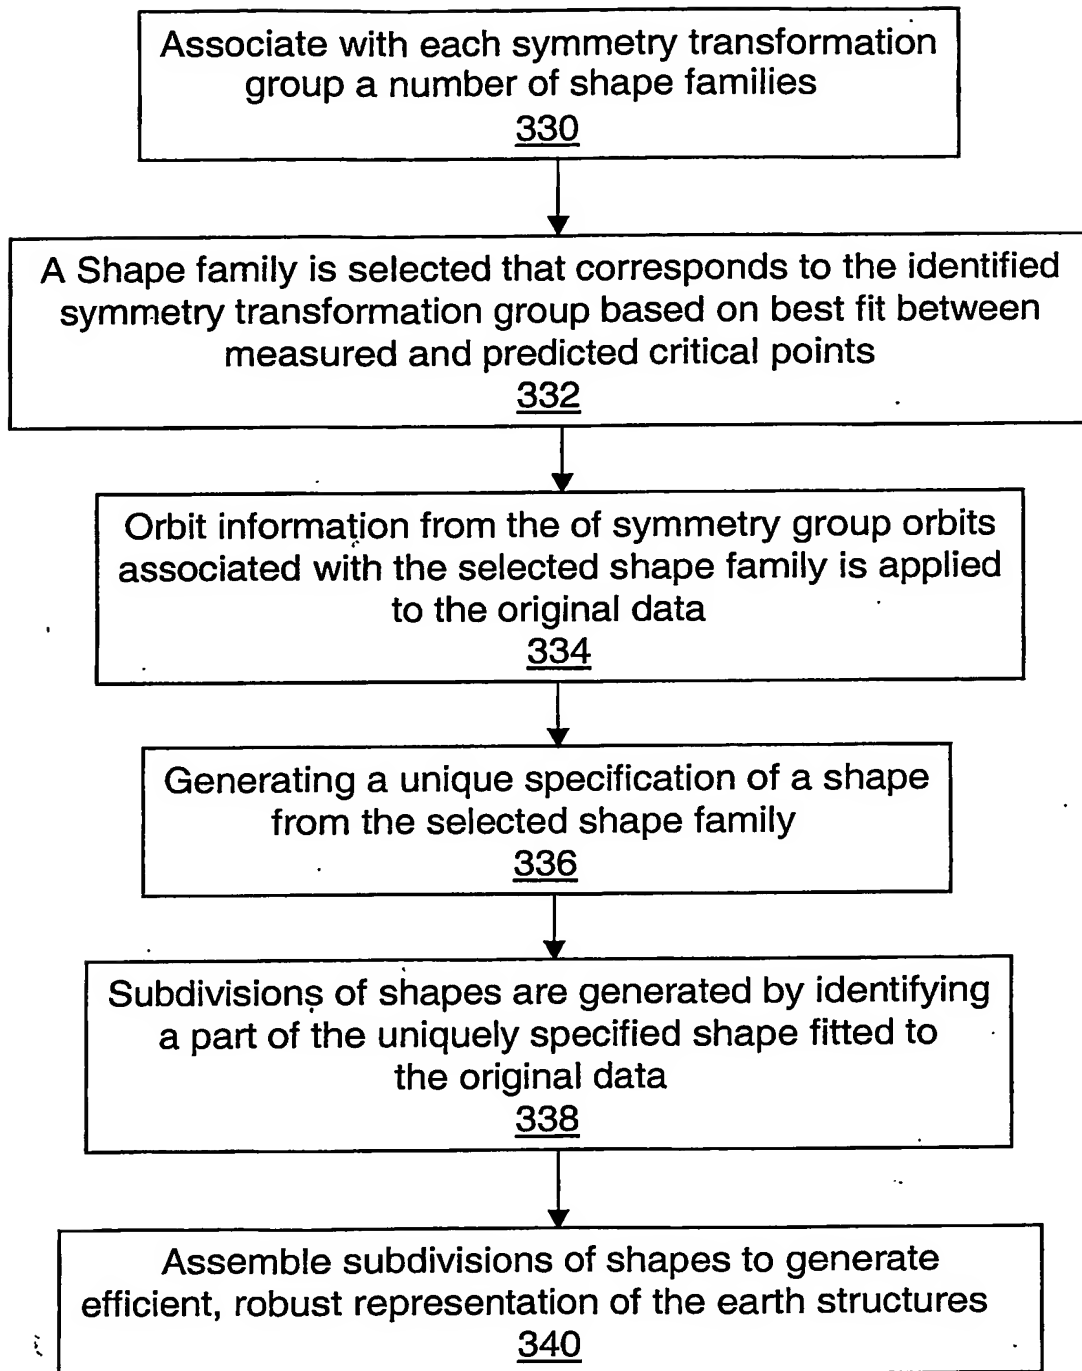 Associate with each symmetry transformation
group a number of shape families
330
A Shape family is selected that corresponds to the identified
symmetry transformation group based on best fit between
measured and predicted critical points
332
Orbit information from the of symmetry group orbits
associated with the selected shape family is applied
to the original data
334
Generating a unique specification of a shape
from the selected shape family
336
Subdivisions of shapes are generated by identifying
a part of the uniquely specified shape fitted to
the original data
338
Assemble subdivisions of shapes to generate
efficient, robust representation of the earth structures
340